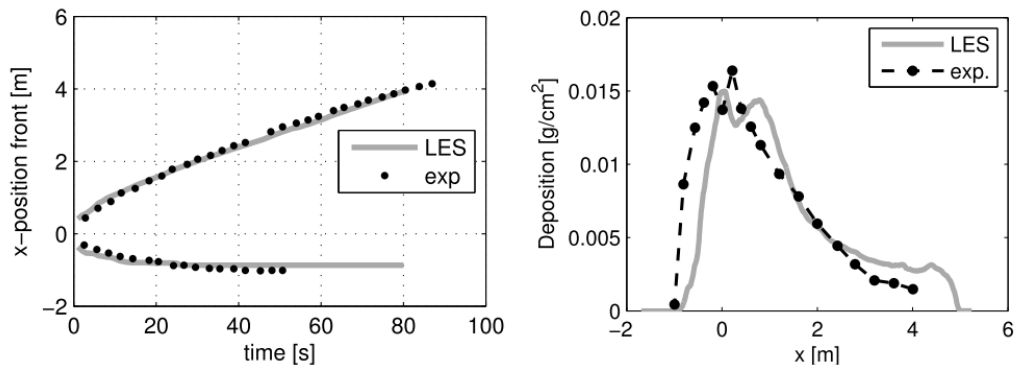 6
4
2
0
−2
x-position front [m]
0 20 40 60 80 100
time [s]
LES
exp
0.02
0.015
0.01
0.005
0
Deposition [g/cm²]
−2 0 2 4 6
x [m]
LES
exp.